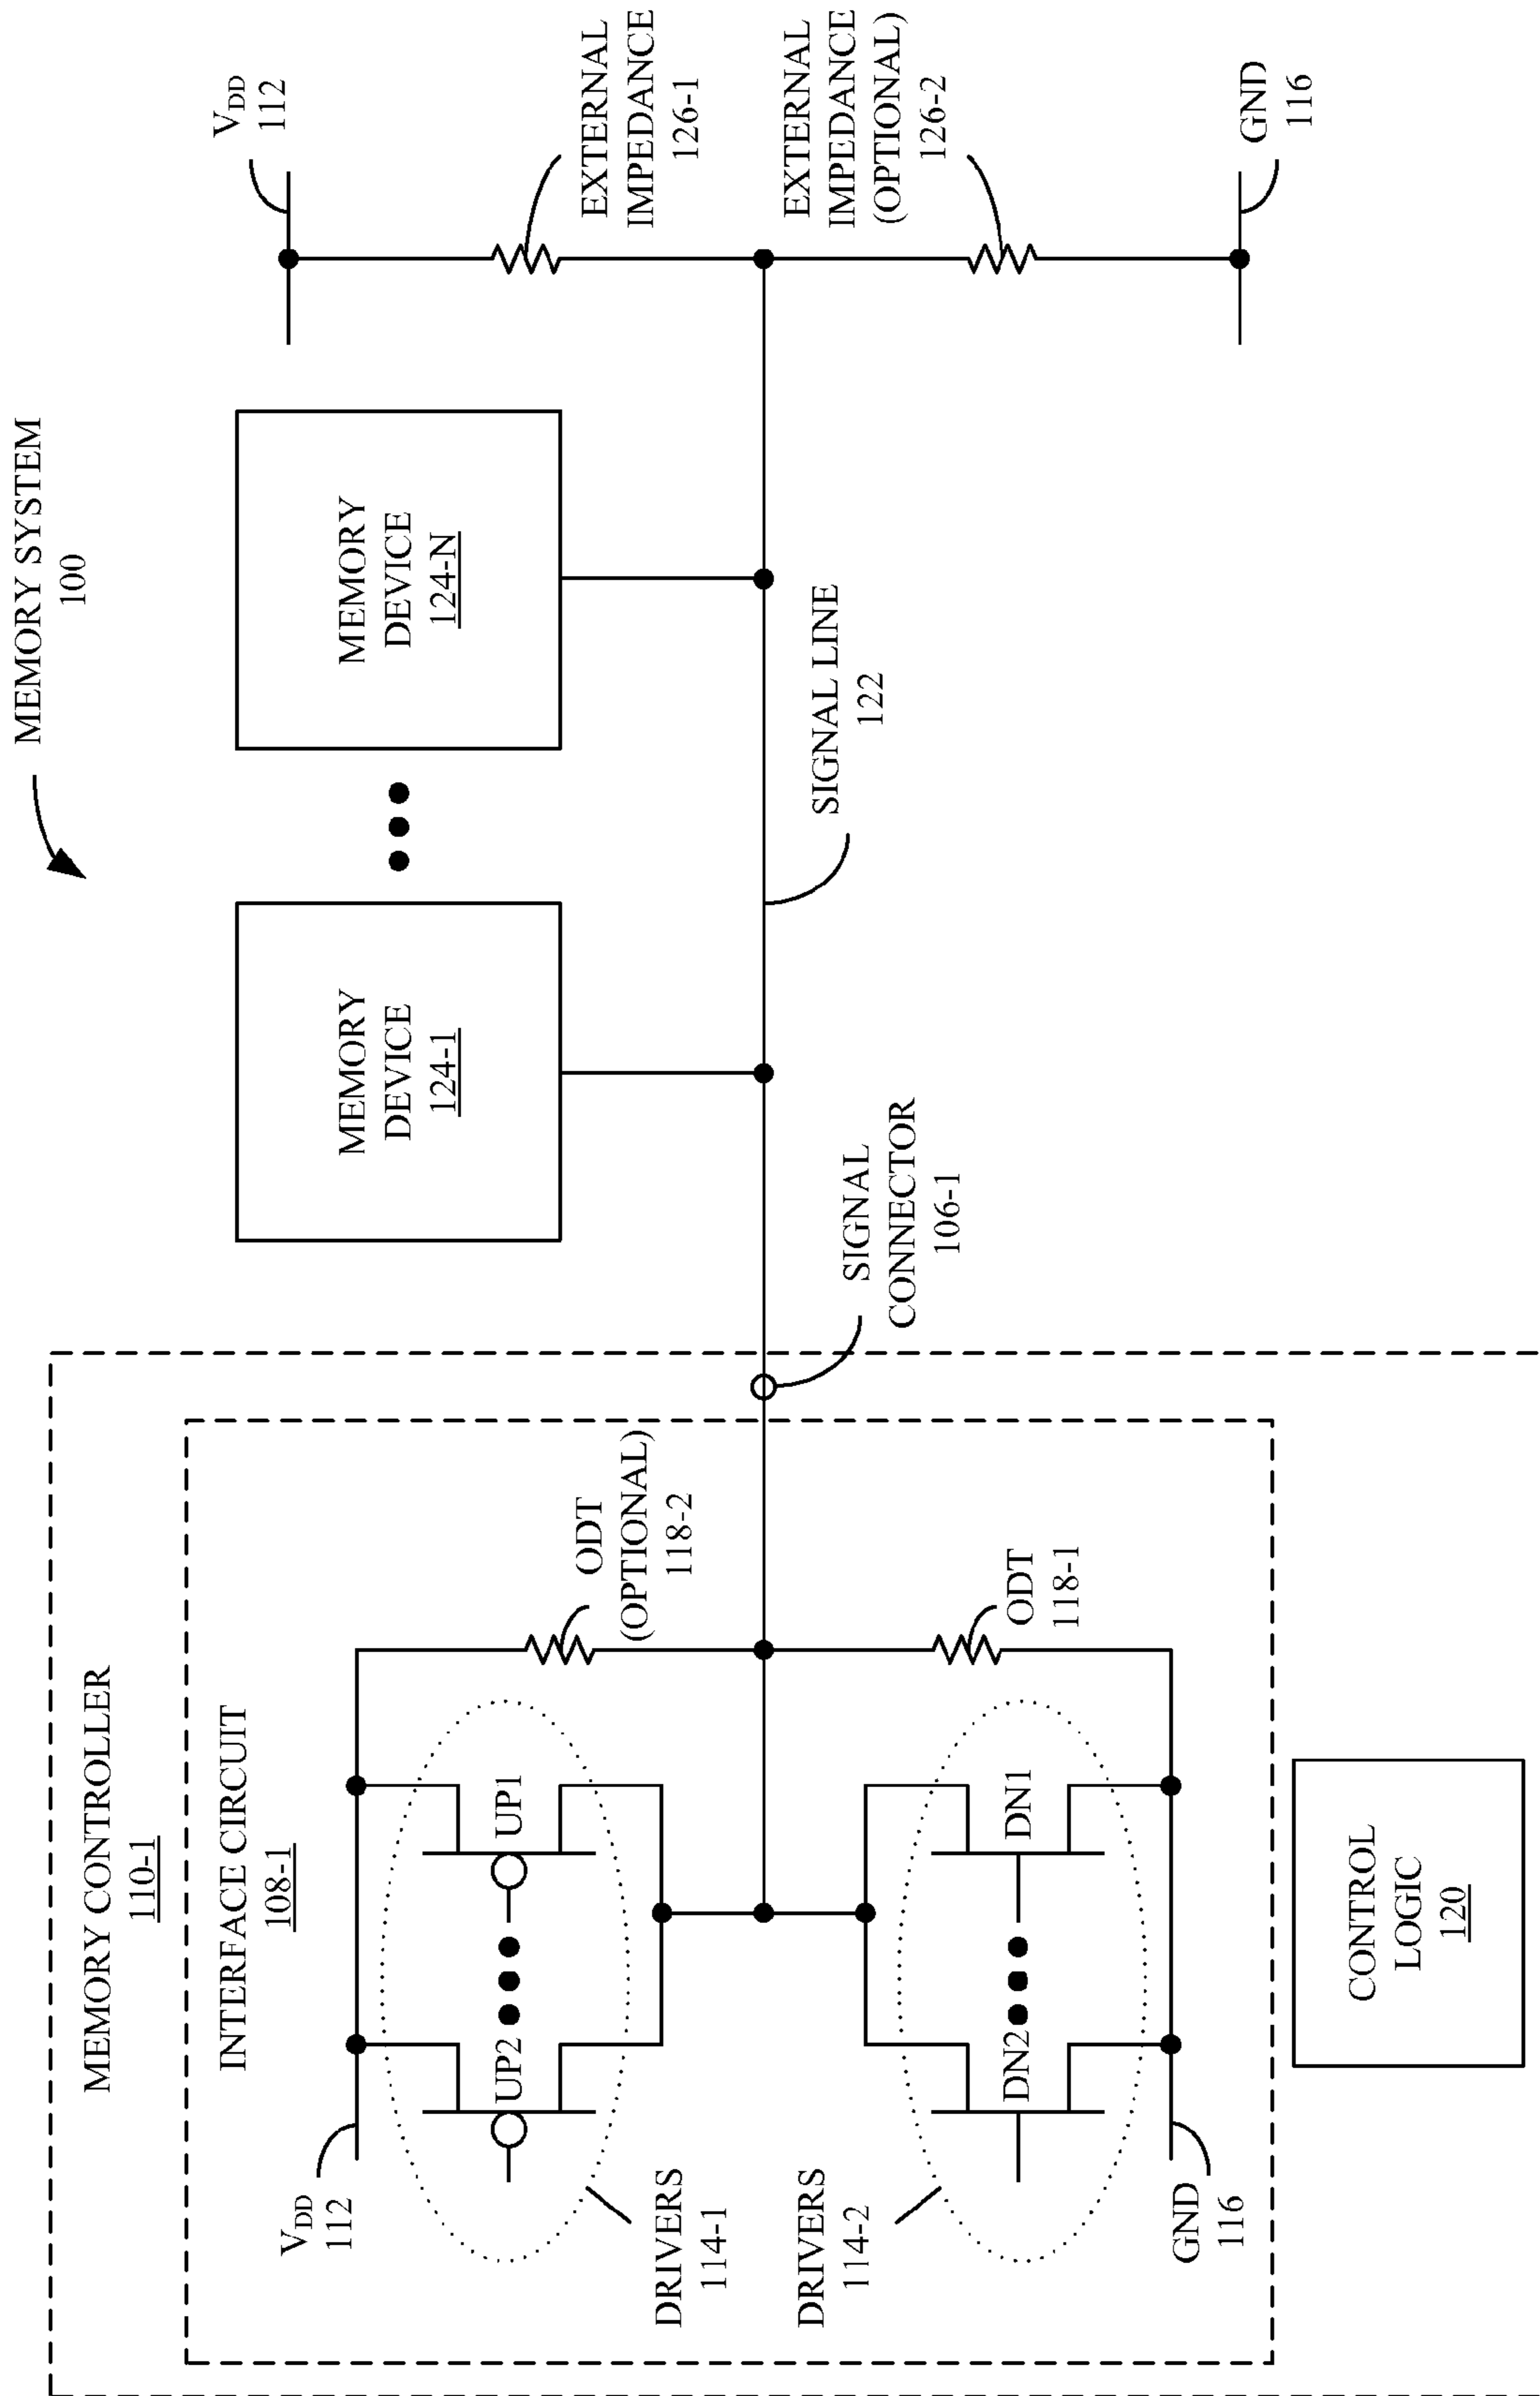 MEMORY SYSTEM
100
MEMORY CONTROLLER
110-1
INTERFACE CIRCUIT
108-1
V_DD
112
UP2
UP1
DRIVERS
114-1
ODT
(OPTIONAL)
118-2
DRIVERS
114-2
DN2
DN1
ODT
118-1
GND
116
CONTROL
LOGIC
120
SIGNAL
CONNECTOR
106-1
MEMORY
DEVICE
124-1
MEMORY
DEVICE
124-N
SIGNAL LINE
122
V_DD
112
EXTERNAL
IMPEDANCE
126-1
EXTERNAL
IMPEDANCE
(OPTIONAL)
126-2
GND
116